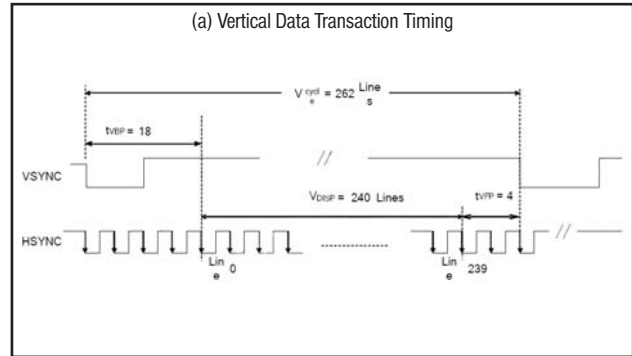 (a) Vertical Data Transaction Timing
V cycl e = 262 Line s
tVBP = 18
//
VSYNC
VDISP = 240 Lines
tVFP = 4
HSYNC
//
Lin e 0
Lin e 239